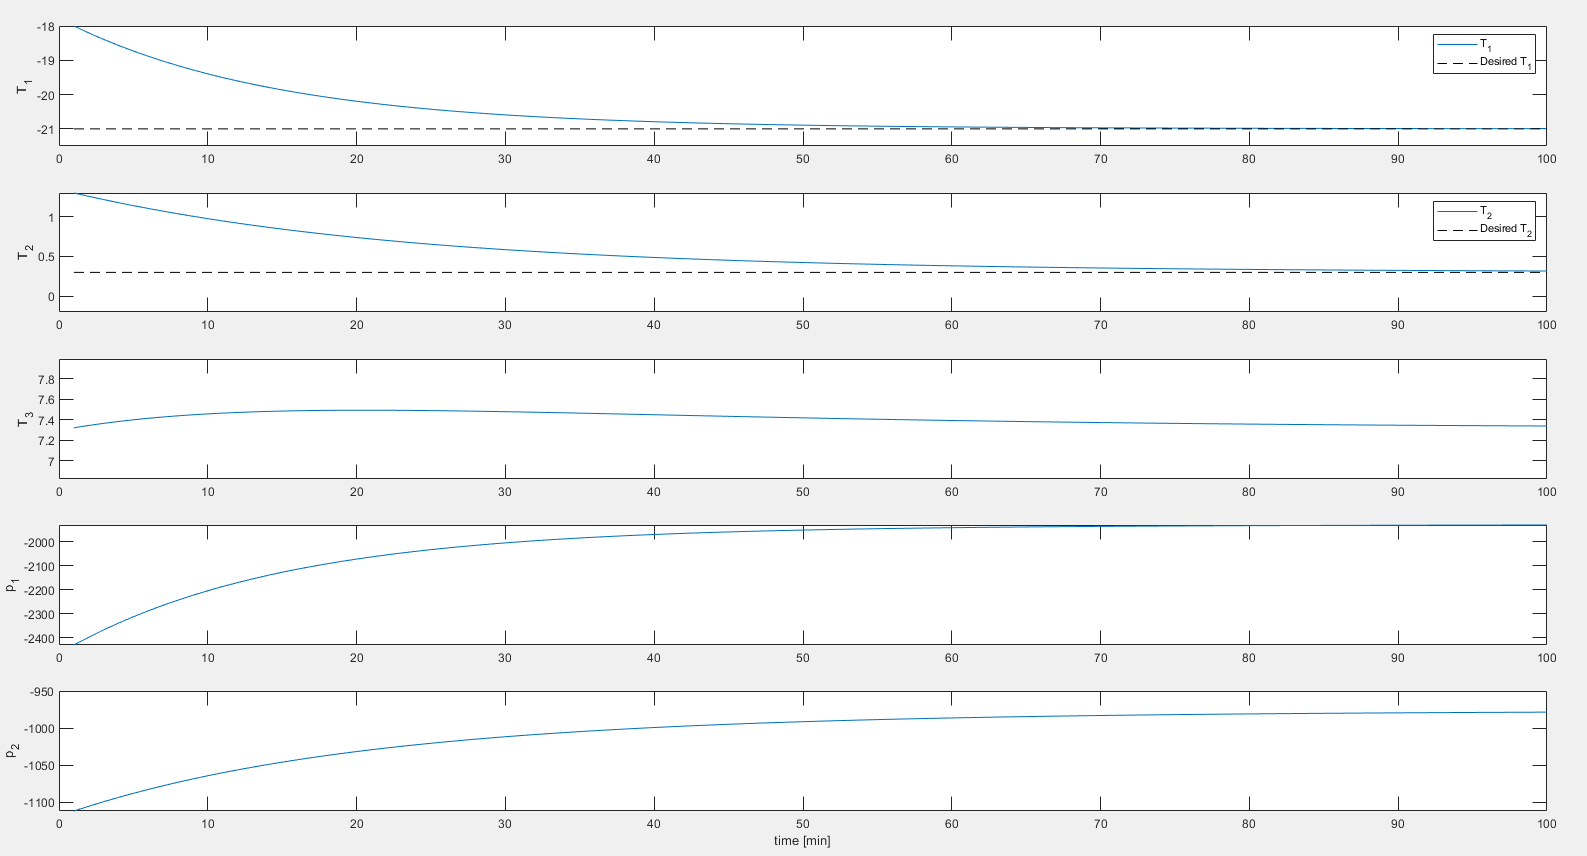 -18
-19
-20
-21
T1
T1
Desired T1
0 10 20 30 40 50 60 70 80 90 100
1
0.5
0
T2
T2
Desired T2
0 10 20 30 40 50 60 70 80 90 100
7.8
7.6
7.4
7.2
7
T3
0 10 20 30 40 50 60 70 80 90 100
-2000
-2100
-2200
-2300
-2400
p1
0 10 20 30 40 50 60 70 80 90 100
-950
-1000
-1050
-1100
p2
0 10 20 30 40 50 60 70 80 90 100
time [min]